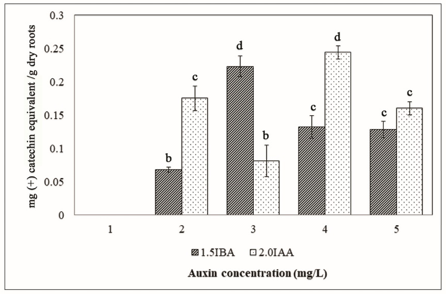 mg (+) catechin equivalent /g dry roots
0.3
0.25
0.2
0.15
0.1
0.05
0
b
c
d
b
c
d
c
c
1 2 3 4 5
1.5IBA 2.0IAA
Auxin concentration (mg/L)